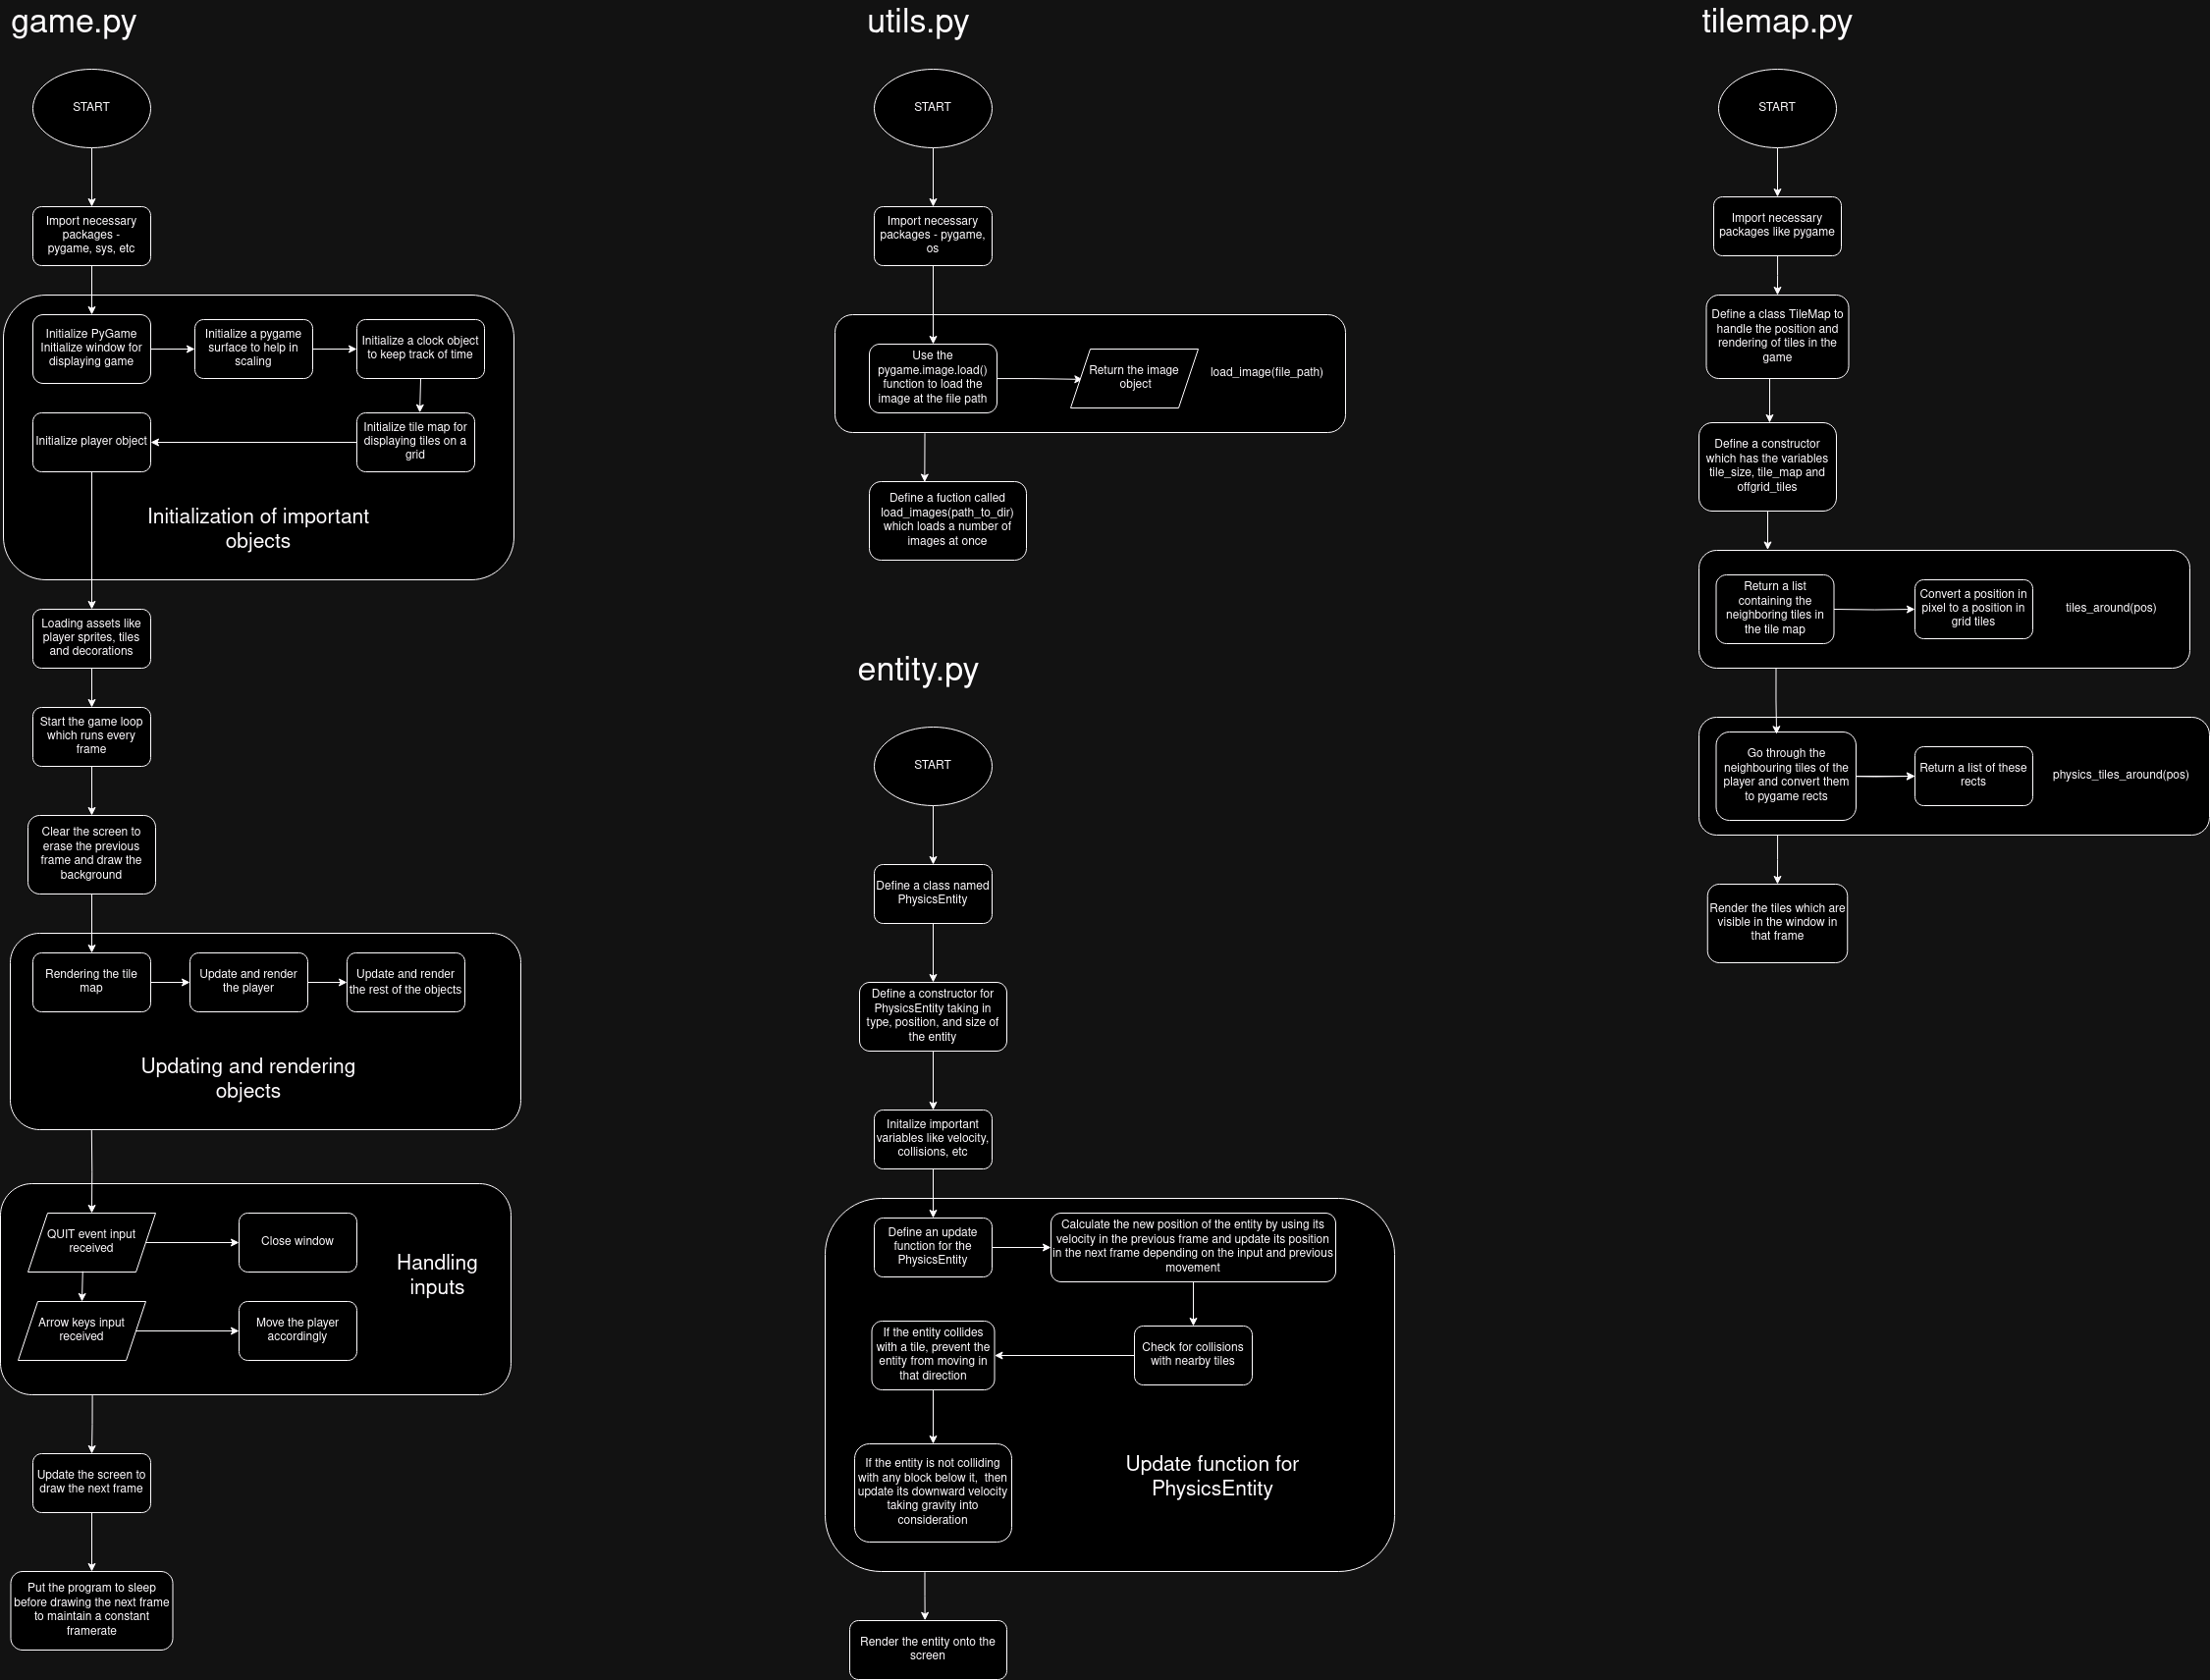 game.py
START
Import necessary
packages -
pygame, sys, etc
Initialize PyGame
Initialize window for
displaying game
Initialize a pygame
surface to help in
scaling
Initialize a clock object
to keep track of time
Initialize tile map for
displaying tiles on a
grid
Initialize player object
Initialization of important
objects
Loading assets like
player sprites, tiles
and decorations
Start the game loop
which runs every
frame
Clear the screen to
erase the previous
frame and draw the
background
Rendering the tile
map
Update and render
the player
Update and render
the rest of the objects
Updating and rendering
objects
QUIT event input
received
Close window
Handling
inputs
Arrow keys input
received
Move the player
accordingly
Update the screen to
draw the next frame
Put the program to sleep
before drawing the next frame
to maintain a constant
framerate
utils.py
START
Import necessary
packages - pygame,
os
Use the
pygame.image.load()
function to load the
image at the file path
Return the image
object
load_image(file_path)
Define a fuction called
load_images(path_to_dir)
which loads a number of
images at once
entity.py
START
Define a class named
PhysicsEntity
Define a constructor for
PhysicsEntity taking in
type, position, and size of
the entity
Initalize important
variables like velocity,
collisions, etc
Define an update
function for the
PhysicsEntity
Calculate the new position of the entity by using its
velocity in the previous frame and update its position
in the next frame depending on the input and previous
movement
Check for collisions
with nearby tiles
If the entity collides
with a tile, prevent the
entity from moving in
that direction
If the entity is not colliding
with any block below it, then
update its downward velocity
taking gravity into
consideration
Update function for
PhysicsEntity
Render the entity onto the
screen
tilemap.py
START
Import necessary
packages like pygame
Define a class TileMap to
handle the position and
rendering of tiles in the
game
Define a constructor
which has the variables
tile_size, tile_map and
offgrid_tiles
Return a list
containing the
neighboring tiles in
the tile map
Convert a position in
pixel to a position in
grid tiles
tiles_around(pos)
Go through the
neighbouring tiles of the
player and convert them
to pygame rects
Return a list of these
rects
physics_tiles_around(pos)
Render the tiles which are
visible in the window in
that frame